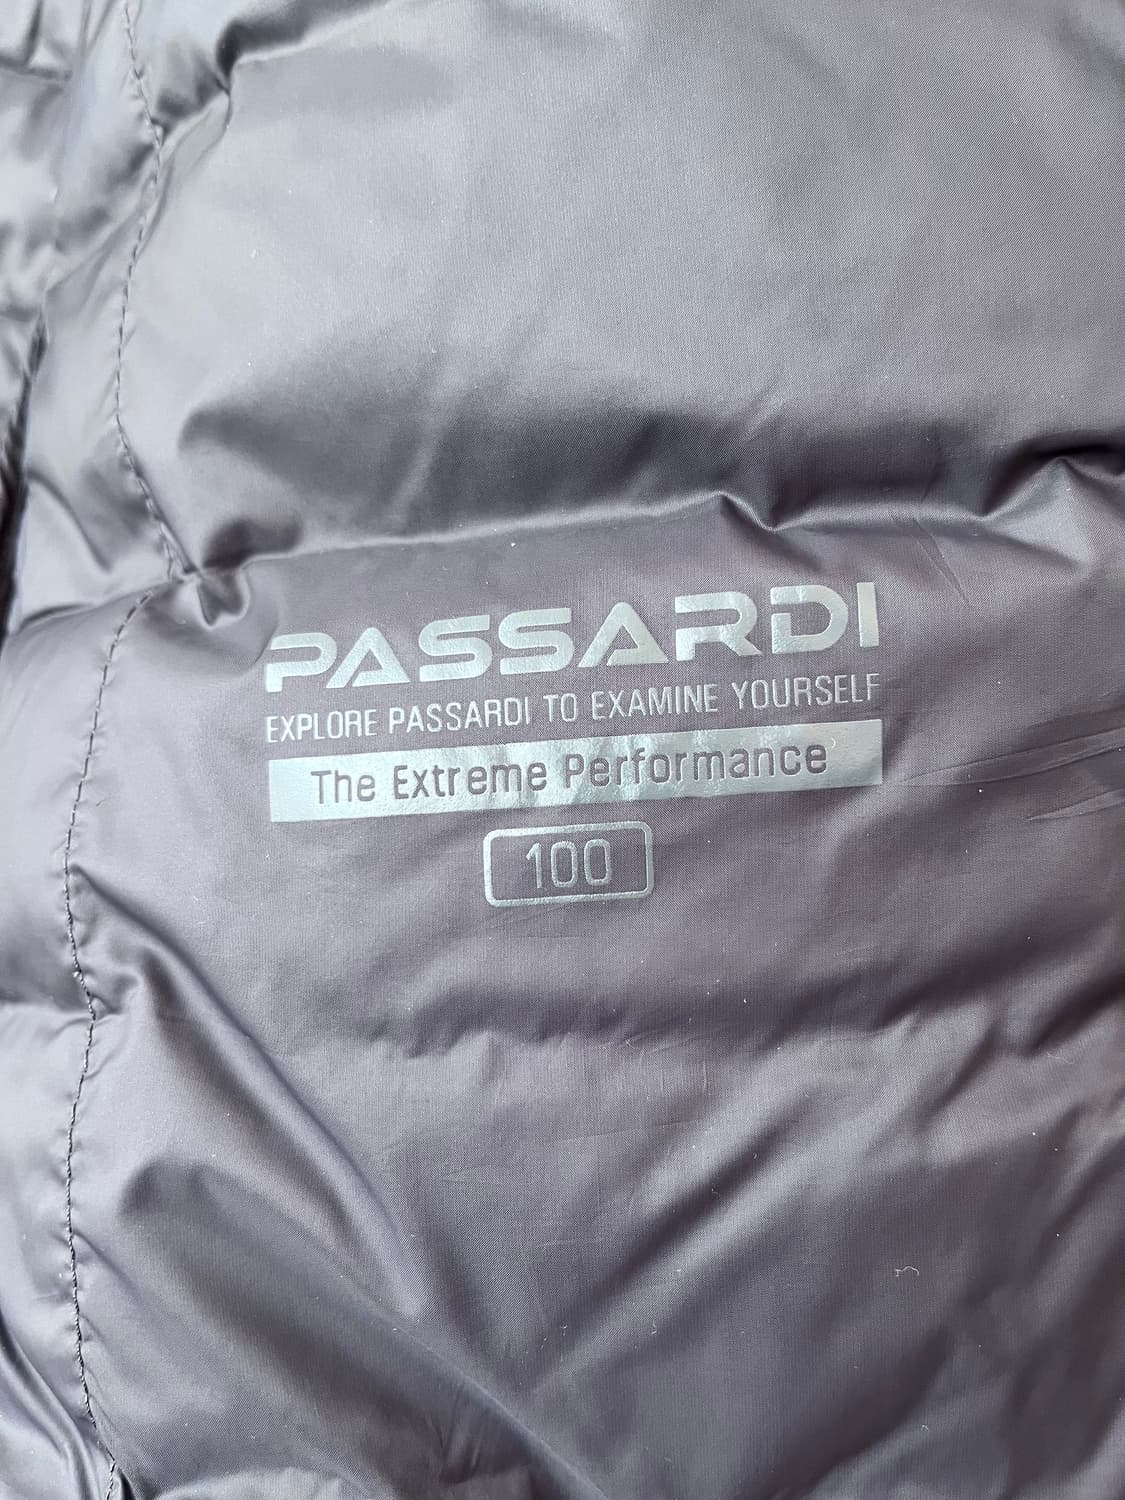 PASSARDI
EXPLORE PASSARDI TO EXAMINE YOURSELF
The Extreme Performance
100